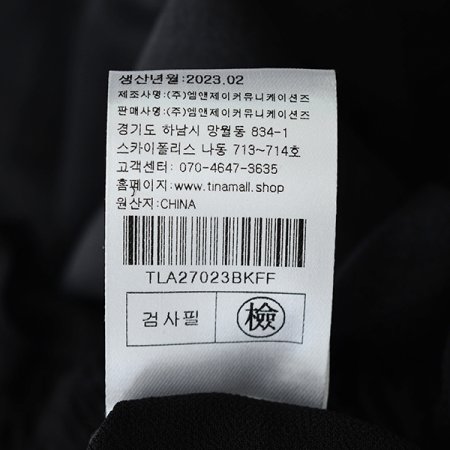 생산년월:2023.02
제조사명:(주)엠앤제이커뮤니케이션즈
판매사명:(주)엠앤제이커뮤니케이션즈
경기도 하남시 망월동 834-1
스카이폴리스 나동 713~714호
고객센터: 070-4647-3635
홈페이지:www.tinamall.shop
원산지:CHINA
TLA27023BKFF
검사필 檢